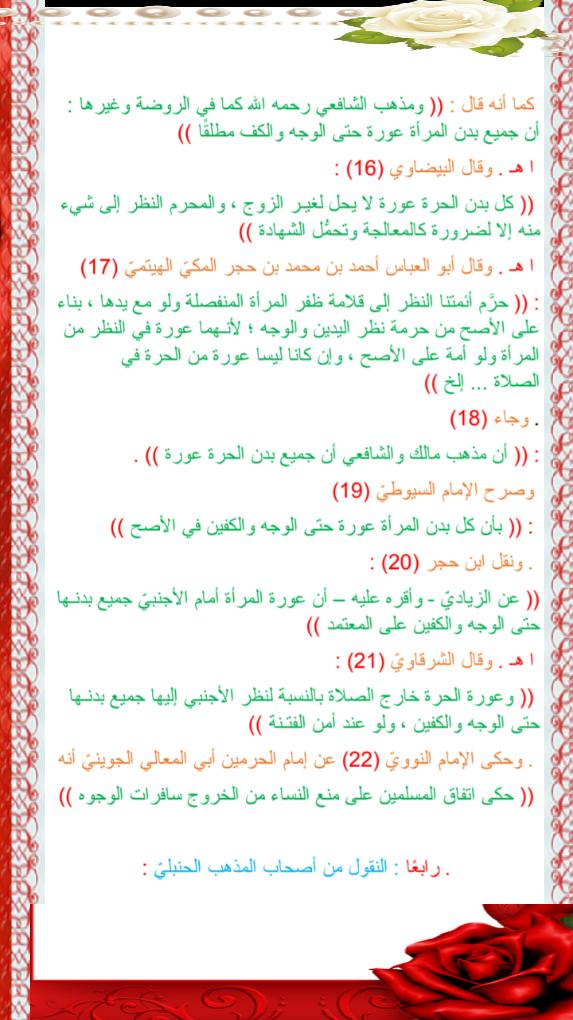 كما أنه قال : (( ومذهب الشافعي رحمه الله كما في الروضة وغيرها :
أن جميع بدن المرأة عورة حتى الوجه والكف مطلقًا ))
ا هـ . وقال البيضاوي (16) :
(( كل بدن الحرة عورة لا يحل لغيـر الزوج ، والمحرم النظر إلى شيء
منه إلا لضرورة كالمعالجة وتحمُّل الشهادة ))
ا هـ . وقال أبو العباس أحمد بن محمد بن حجر المكيّ الهيتميّ (17)
: (( حرَّم أئمتنا النظر إلى قلامة ظفر المرأة المنفصلة ولو مع يدها ، بناء
على الأصح من حرمة نظر اليدين والوجه ؛ لأنـهما عورة في النظر من
المرأة ولو أمة على الأصح ، وإن كانا ليسا عورة من الحرة في
الصلاة ... إلخ ))
. وجاء (18)
: (( أن مذهب مالك والشافعي أن جميع بدن الحرة عورة )) .
وصرح الإمام السيوطيّ (19)
: (( بأن كل بدن المرأة عورة حتى الوجه والكفين في الأصح ))
. ونقل ابن حجر (20) :
(( عن الزياديّ - وأقره عليه – أن عورة المرأة أمام الأجنبيّ جميع بدنـها
حتى الوجه والكفين على المعتمد ))
ا هـ . وقال الشرقاويّ (21) :
(( وعورة الحرة خارج الصلاة بالنسبة لنظر الأجنبي إليها جميع بدنـها
حتى الوجه والكفين ، ولو عند أمن الفتـنة ))
. وحكى الإمام النوويّ (22) عن إمام الحرمين أبي المعالي الجوينيّ أنه
(( حكى اتفاق المسلمين على منع النساء من الخروج سافرات الوجوه ))
. رابعًا : النقول من أصحاب المذهب الحنبليّ :